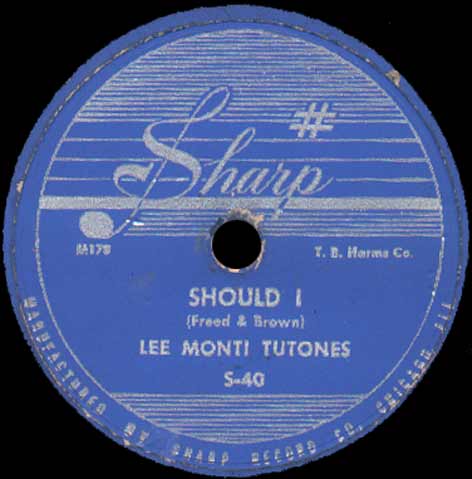 Sharp #
M178
T. B. Harms Co.
SHOULD I
(Freed & Brown)
LEE MONTI TUTONES
S-40
MANUFACTURED BY SHARP RECORD CO. CHICAGO ILL